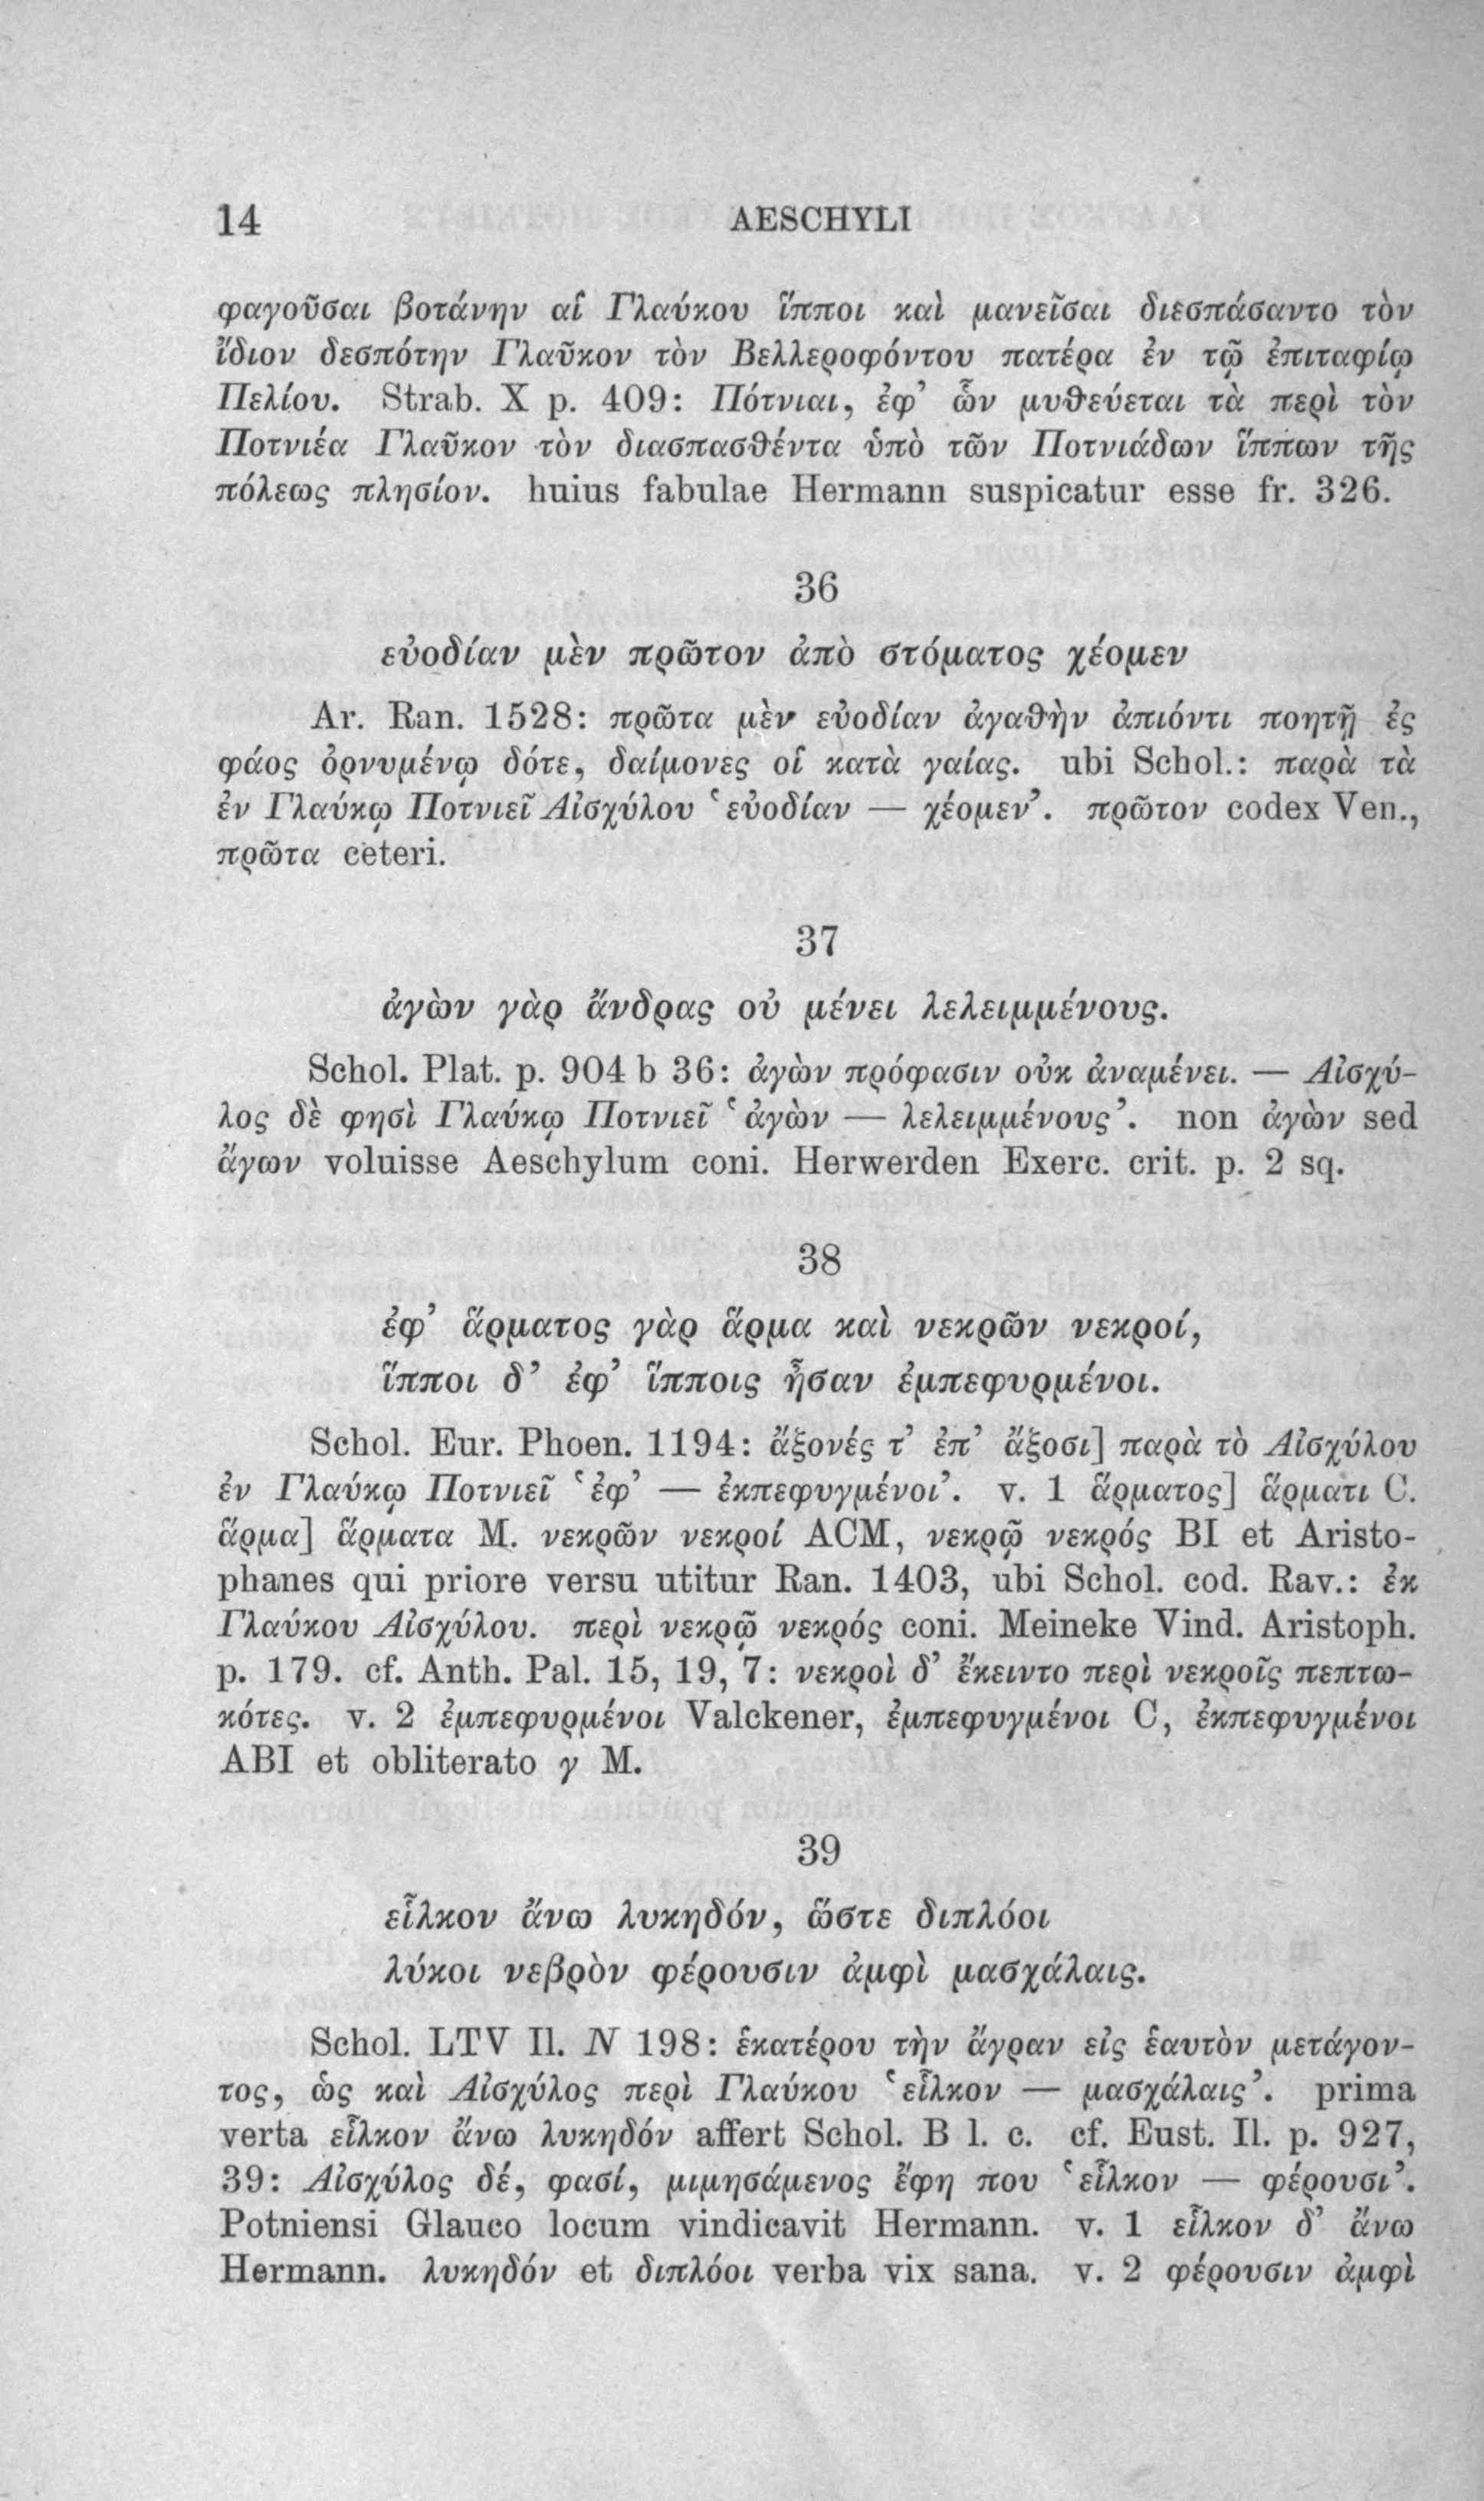 14 AESCHYLI
φαγοῦσαι βοτάνην αἱ Γλαύκου ἵπποι καὶ μανεῖσαι διεσπάσαντο τὸν
ἴδιον δεσπότην Γλαῦκον τὸν Βελλεροφόντου πατέρα ἐν τῷ ἐπιταφίῳ
Πελίου. Strab. X p. 409: Πότνιαι, ἐφ’ ὧν μυθεύεται τὰ περὶ τὸν
Ποτνιέα Γλαῦκον τὸν διασπασθέντα ὑπὸ τῶν Ποτνιάδων ἵππων τῆς
πόλεως πλησίον. huius fabulae Hermann suspicatur esse fr. 326.
36
εὐοδίαν μὲν πρῶτον ἀπὸ στόματος χέομεν
Ar. Ran. 1528: πρῶτα μὲν εὐοδίαν ἀγαθὴν ἀπιόντι ποητῇ ἐς
φάος ὀρνυμένῳ δότε, δαίμονες οἱ κατὰ γαίας. ubi Schol.: παρὰ τὰ
ἐν Γλαύκῳ Ποτνιεῖ Αἰσχύλου ‘εὐοδίαν — χέομεν’. πρῶτον codex Ven.,
πρῶτα ceteri.
37
ἀγὼν γὰρ ἄνδρας οὐ μένει λελειμμένους.
Schol. Plat. p. 904 b 36: ἀγὼν πρόφασιν οὐκ ἀναμένει. — Αἰσχύ-
λος δὲ φησὶ Γλαύκῳ Ποτνιεῖ ‘ἀγὼν — λελειμμένους’. non ἀγὼν sed
ἄγων voluisse Aeschylum coni. Herwerden Exerc. crit. p. 2 sq.
38
ἐφ’ ἅρματος γὰρ ἅρμα καὶ νεκρῶν νεκροί,
ἵπποι δ’ ἐφ’ ἵπποις ἦσαν ἐμπεφυρμένοι.
Schol. Eur. Phoen. 1194: ἄξονές τ’ ἐπ’ ἄξοσι] παρὰ τὸ Αἰσχύλου
ἐν Γλαύκῳ Ποτνιεῖ ‘ἐφ’ — ἐκπεφυγμένοι’. v. 1 ἅρματος] ἅρματι C.
ἅρμα] ἅρματα M. νεκρῶν νεκροί ACM, νεκρῷ νεκρός BI et Aristo-
phanes qui priore versu utitur Ran. 1403, ubi Schol. cod. Rav.: ἐκ
Γλαύκου Αἰσχύλου. περὶ νεκρῷ νεκρός coni. Meineke Vind. Aristoph.
p. 179. cf. Anth. Pal. 15, 19, 7: νεκροὶ δ’ ἔκειντο περὶ νεκροῖς πεπτω-
κότες. v. 2 ἐμπεφυρμένοι Valckener, ἐμπεφυγμένοι C, ἐκπεφυγμένοι
ABI et obliterato γ M.
39
εἷλκον ἄνω λυκηδόν, ὥστε διπλόοι
λύκοι νεβρὸν φέρουσιν ἀμφὶ μασχάλαις.
Schol. LTV Il. N 198: ἑκατέρου τὴν ἄγραν εἰς ἑαυτὸν μετάγον-
τος, ὡς καὶ Αἰσχύλος περὶ Γλαύκου ‘εἷλκον — μασχάλαις’. prima
verta εἷλκον ἄνω λυκηδόν affert Schol. B l. c. cf. Eust. Il. p. 927,
39: Αἰσχύλος δέ, φασί, μιμησάμενος ἔφη που ‘εἷλκον — φέρουσι’.
Potniensi Glauco locum vindicavit Hermann. v. 1 εἷλκον δ’ ἄνω
Hermann. λυκηδόν et διπλόοι verba vix sana. v. 2 φέρουσιν ἀμφὶ